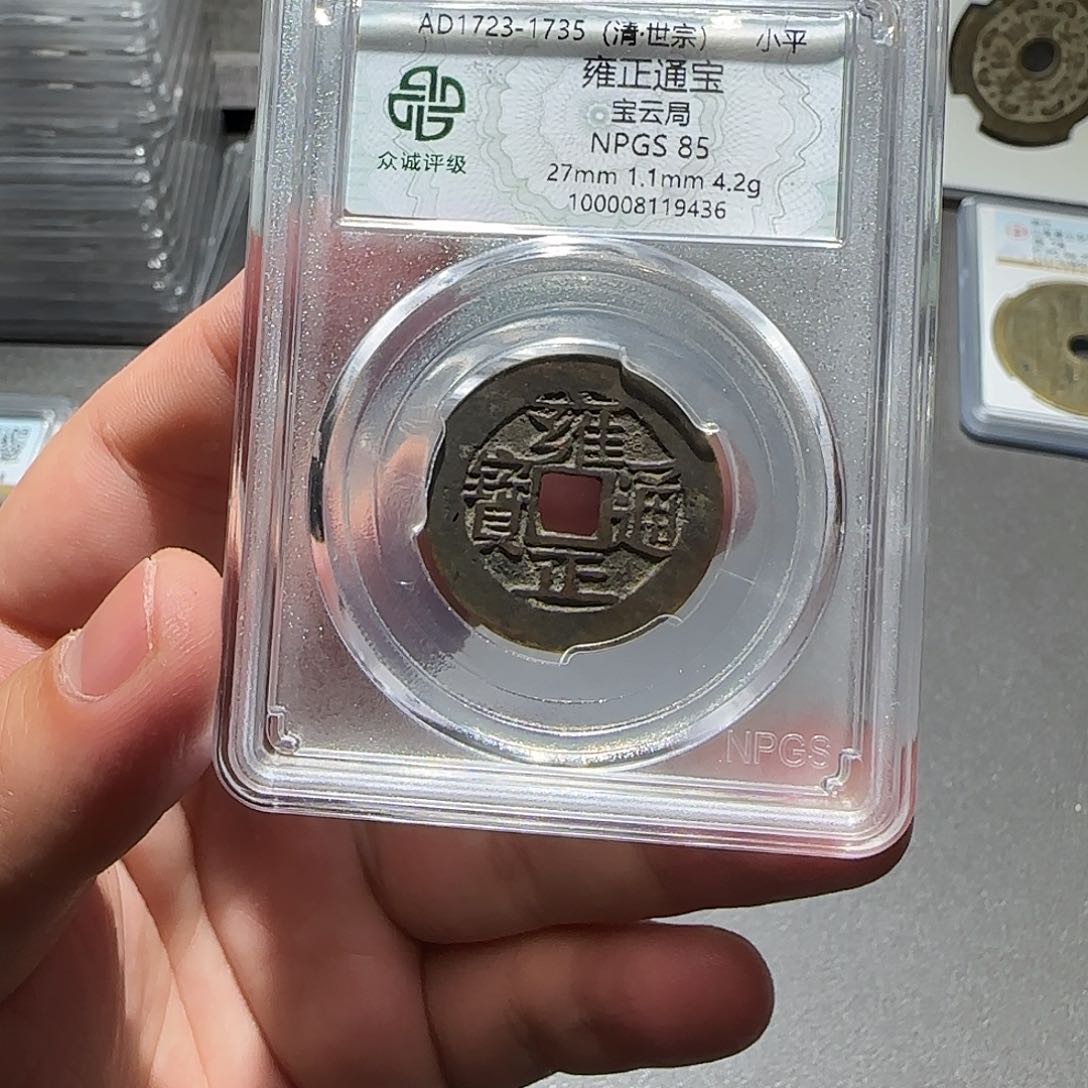 AD1723-1735 (清·世宗) 小平
雍正通宝
宝云局
NPGS 85
27mm 1.1mm 4.2g
100008119436
众诚评级
雍正通寳
NPGS